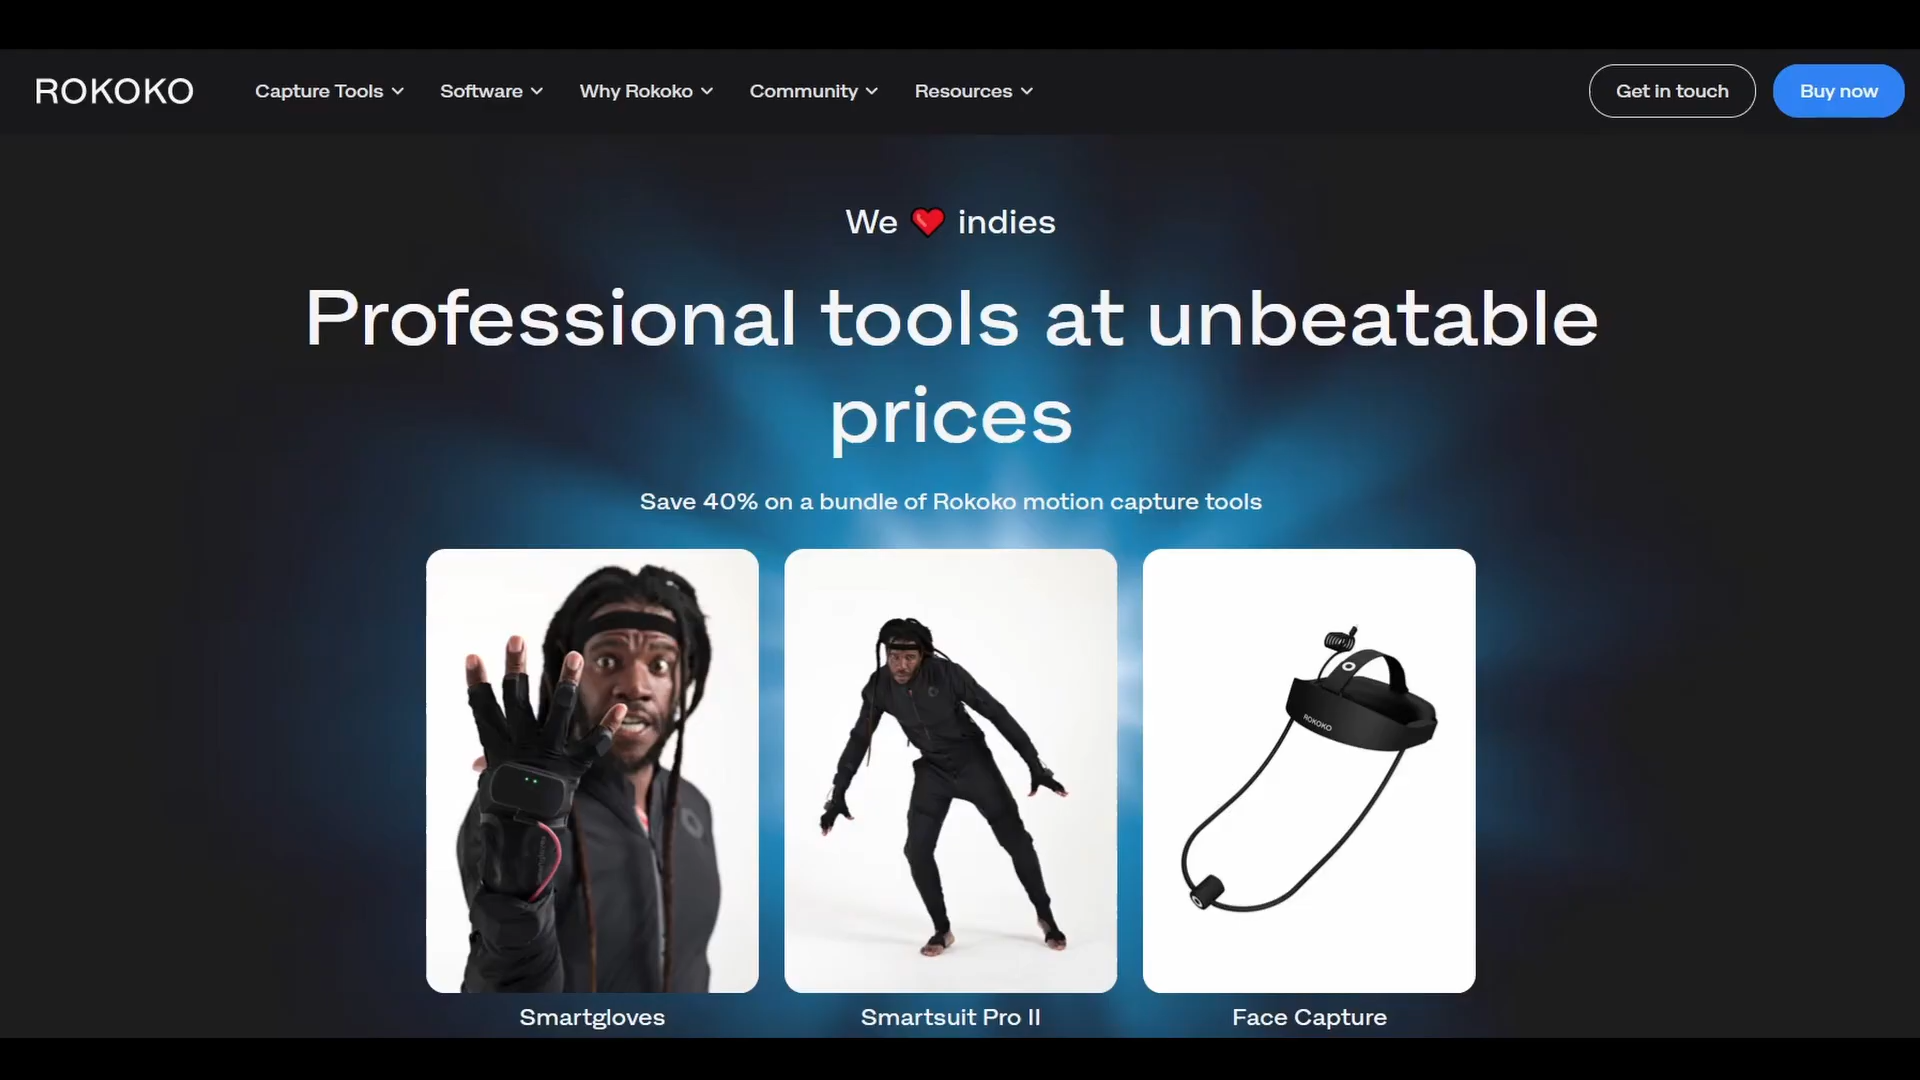 ROKOKO
Capture Tools
Software
Why Rokoko
Community
Resources
Get in touch
Buy now
We ❤ indies
Professional tools at unbeatable
prices
Save 40% on a bundle of Rokoko motion capture tools
ROKOKO
Smartgloves
Smartsuit Pro II
Face Capture